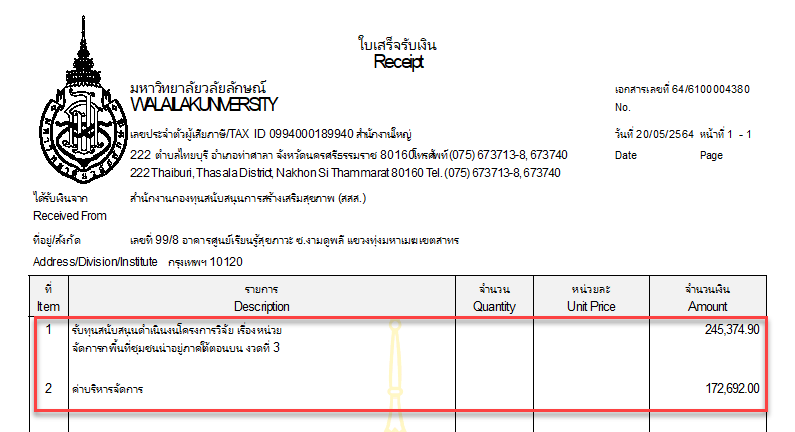 ใบเสร็จรับเงิน
Receipt
มหาวิทยาลัยวลัยลักษณ์
WALAILAK UNIVERSITY
เอกสารเลขที่ 64/6100004380
No.
เลขประจำตัวผู้เสียภาษี/TAX ID 0994000189940 สำนักงานใหญ่
วันที่ 20/05/2564 หน้าที่ 1 - 1
222 ตำบลไทยบุรี อำเภอท่าศาลา จังหวัดนครศรีธรรมราช 80160โทรศัพท์ (075) 673713-8, 673740
Date Page
222 Thaiburi, Thasala District, Nakhon Si Thammarat 80160 Tel. (075) 673713-8, 673740
ได้รับเงินจาก สำนักงานกองทุนสนับสนุนการสร้างเสริมสุขภาพ (สสส.)
Received From
ที่อยู่/สังกัด เลขที่ 99/8 อาคารศูนย์เรียนรู้สุขภาวะ ซ.งามดูพลี แขวงทุ่งมหาเมฆเขตสาทร
Address/Division/Institute กรุงเทพฯ 10120
ที่ รายการ จำนวน หน่วยละ จำนวนเงิน
Item Description Quantity Unit Price Amount
1 รับทุนสนับสนุนดำเนินงนโครงการวิจัย เรื่องหน่วย 245,374.90
จัดการกพื้นที่ชุมชนน่าอยู่ภาคใต้ตอนบน งวดที่ 3
2 ค่าบริหารจัดการ 172,692.00